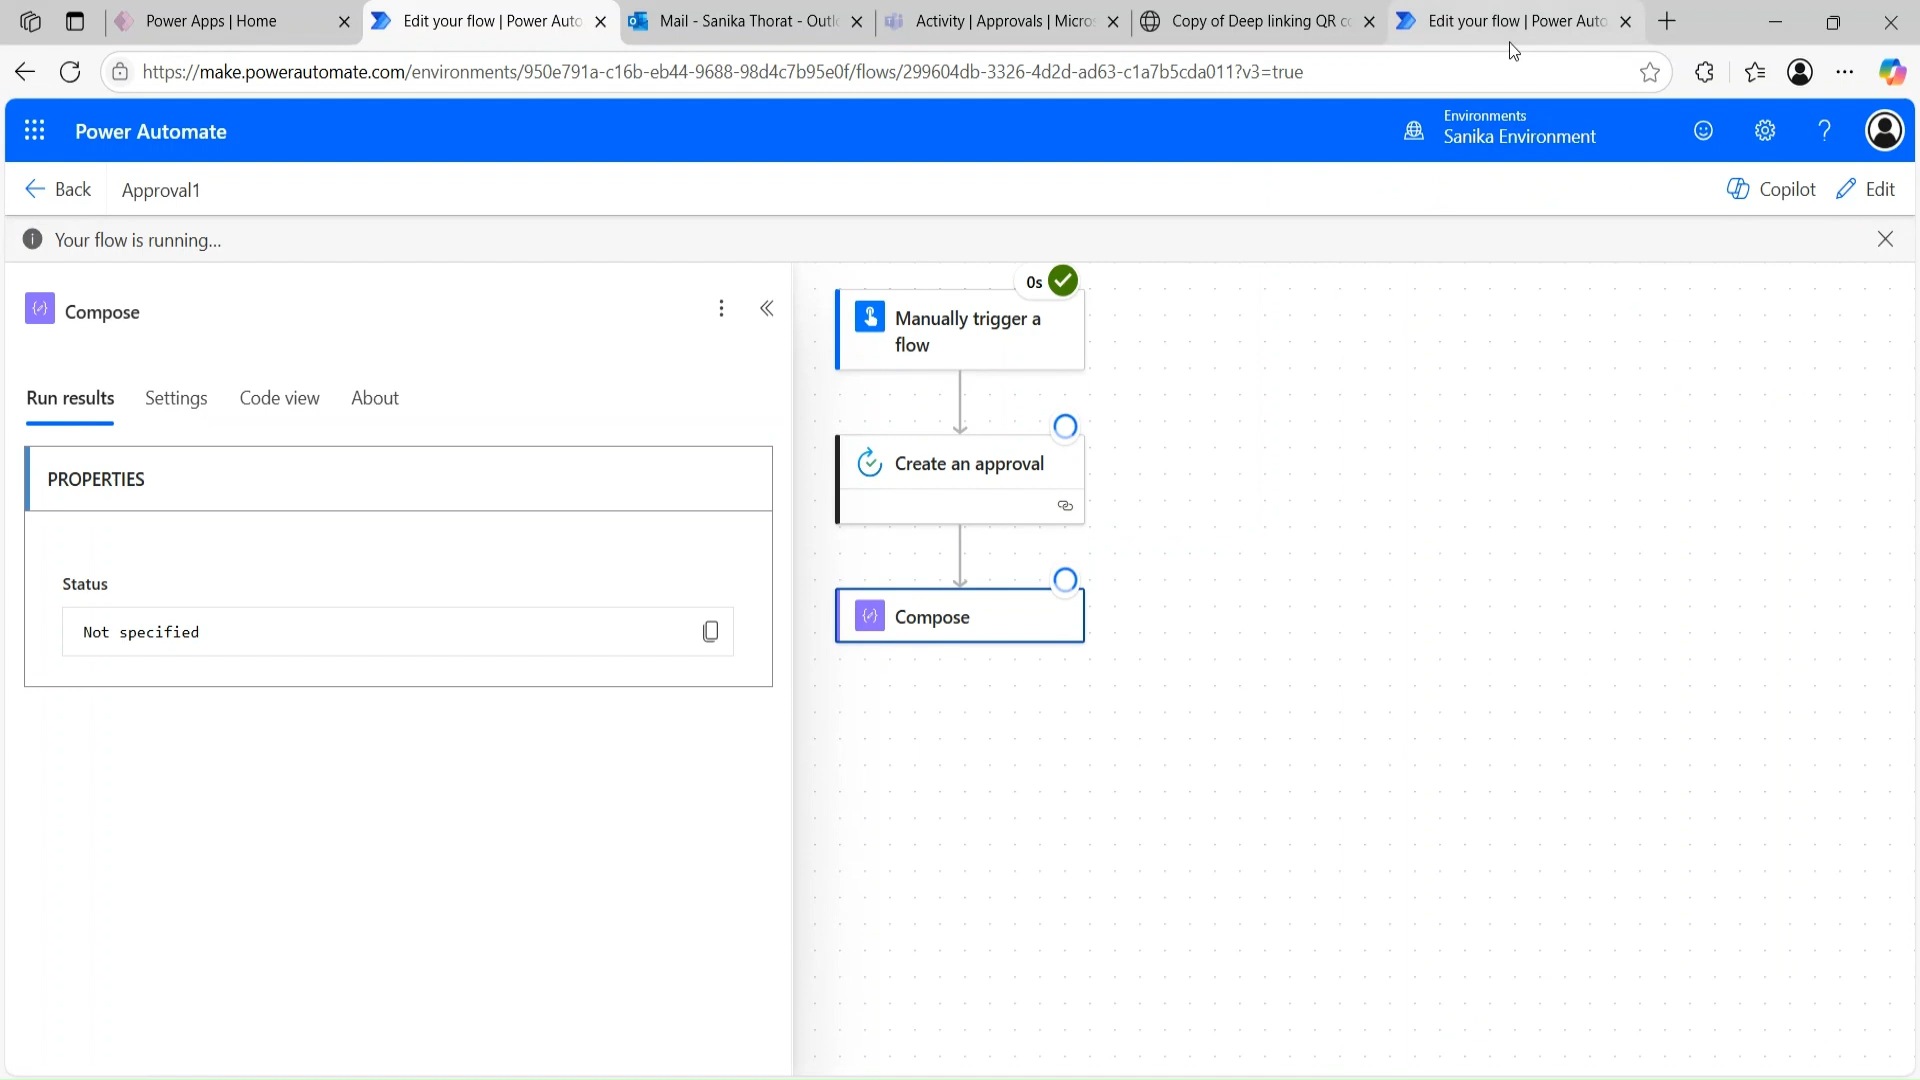 Power Apps | Home
Edit your flow | Power Auto
Mail - Sanika Thorat - Outl
Activity | Approvals | Micros
Copy of Deep linking QR c
Edit your flow | Power Auto
https://make.powerautomate.com/environments/950e791a-c16b-eb44-9688-98d4c7b95e0f/flows/299604db-3326-4d2d-ad63-c1a7b5cda011?v3=true
Power Automate
Environments
Sanika Environment
Back
Approval1
Copilot
Edit
Your flow is running...
Compose
Run results
Settings
Code view
About
PROPERTIES
Status
Not specified
0s
Manually trigger a
flow
Create an approval
Compose